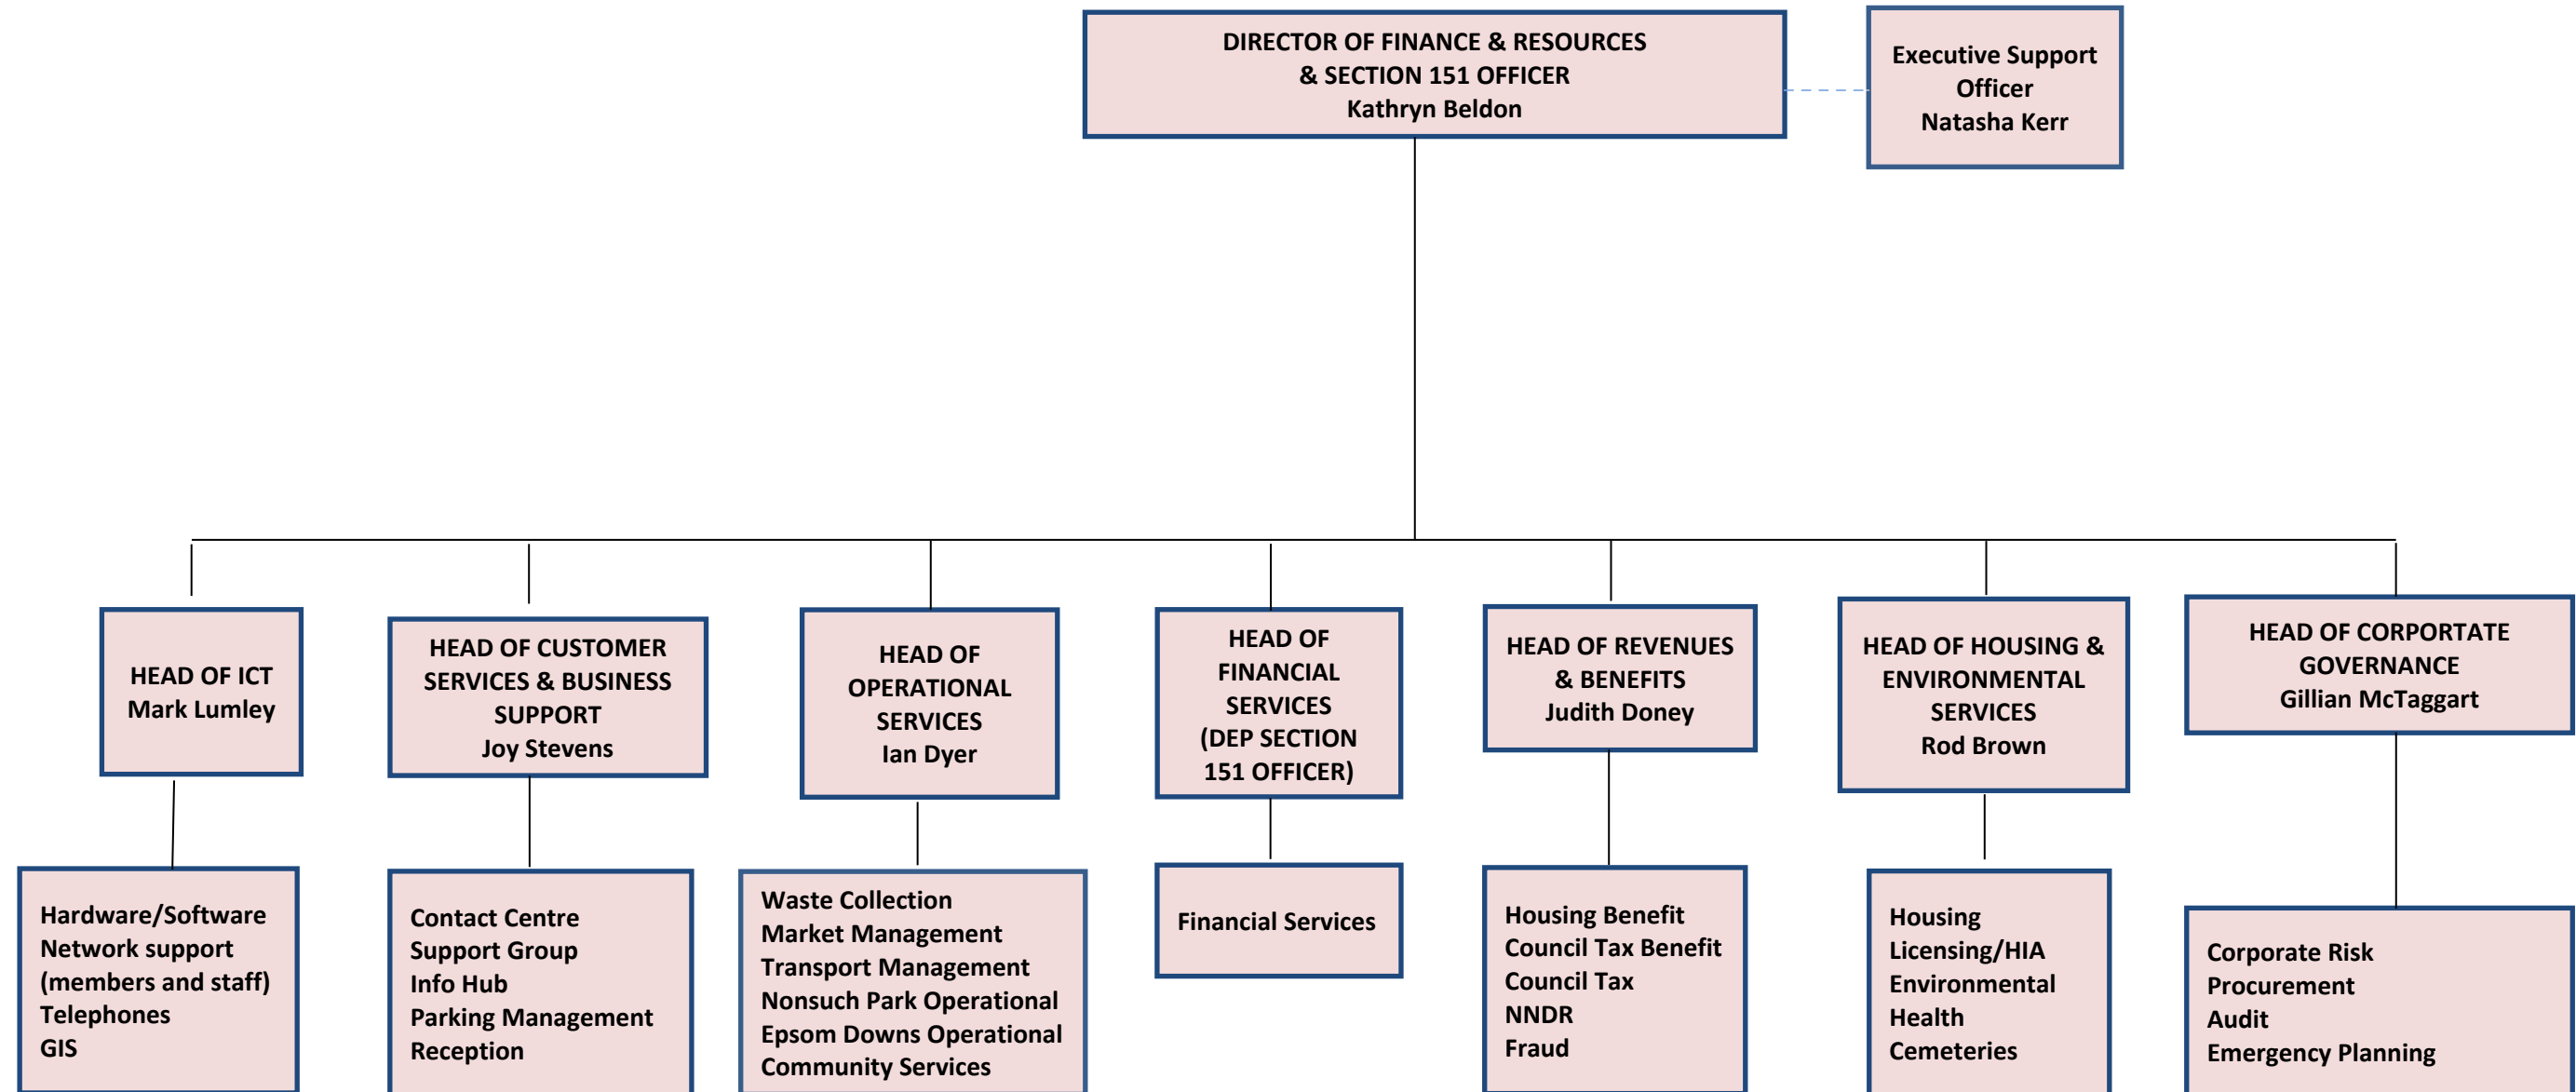 DIRECTOR OF FINANCE & RESOURCES
& SECTION 151 OFFICER
Kathryn Beldon
Executive Support
Officer
Natasha Kerr
HEAD OF ICT
Mark Lumley
HEAD OF CUSTOMER
SERVICES & BUSINESS
SUPPORT
Joy Stevens
HEAD OF
OPERATIONAL
SERVICES
Ian Dyer
HEAD OF
FINANCIAL
SERVICES
(DEP SECTION
151 OFFICER)
HEAD OF REVENUES
& BENEFITS
Judith Doney
HEAD OF HOUSING &
ENVIRONMENTAL
SERVICES
Rod Brown
HEAD OF CORPORTATE
GOVERNANCE
Gillian McTaggart
Hardware/Software
Network support
(members and staff)
Telephones
GIS
Contact Centre
Support Group
Info Hub
Parking Management
Reception
Waste Collection
Market Management
Transport Management
Nonsuch Park Operational
Epsom Downs Operational
Community Services
Financial Services
Housing Benefit
Council Tax Benefit
Council Tax
NNDR
Fraud
Housing
Licensing/HIA
Environmental
Health
Cemeteries
Corporate Risk
Procurement
Audit
Emergency Planning